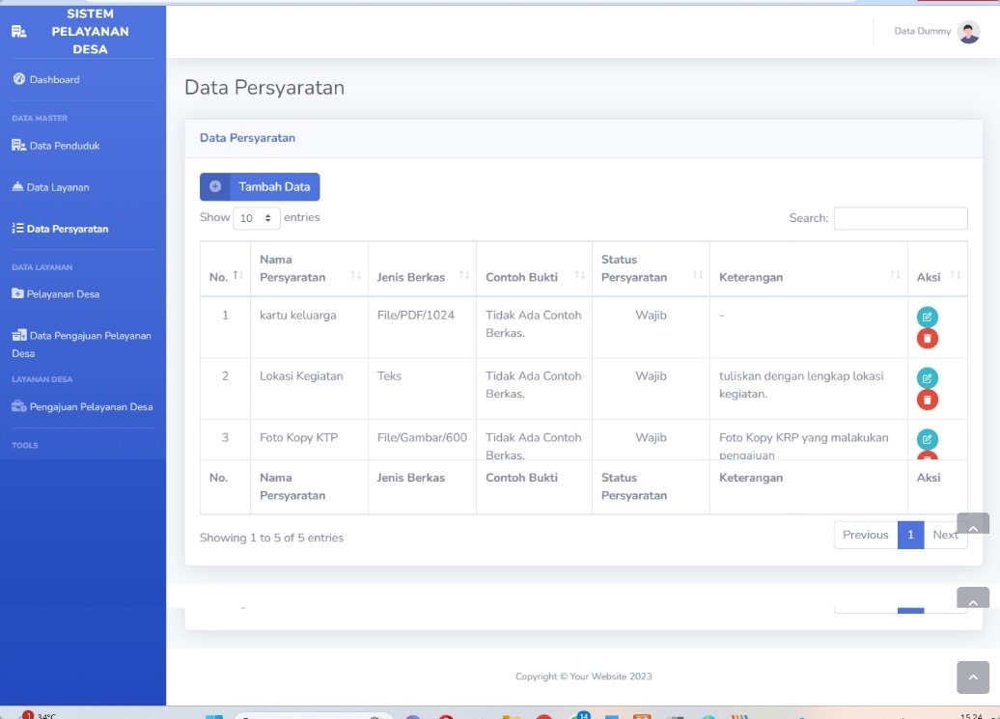 SISTEM
PELAYANAN
DESA
Data Dummy
Dashboard
DATA MASTER
Data Penduduk
Data Layanan
Data Persyaratan
DATA LAYANAN
Pelayanan Desa
Data Pengajuan Pelayanan
Desa
LAYANAN DESA
Pengajuan Pelayanan Desa
TOOLS
Data Persyaratan
Data Persyaratan
Tambah Data
Show 10 entries
Search:
No. Nama Persyaratan Jenis Berkas Contoh Bukti Status Persyaratan Keterangan Aksi
1 kartu keluarga File/PDF/1024 Tidak Ada Contoh Wajib -
Berkas.
2 Lokasi Kegiatan Teks Tidak Ada Contoh Wajib tuliskan dengan lengkap lokasi
Berkas. kegiatan.
3 Foto Kopy KTP File/Gambar/600 Tidak Ada Contoh Wajib Foto Kopy KRP yang malakukan
Berkas. pengajuan
No. Nama Persyaratan Jenis Berkas Contoh Bukti Status Persyaratan Keterangan Aksi
Showing 1 to 5 of 5 entries
Previous 1 Next
Copyright © Your Website 2023
1 34°C
14
15.24